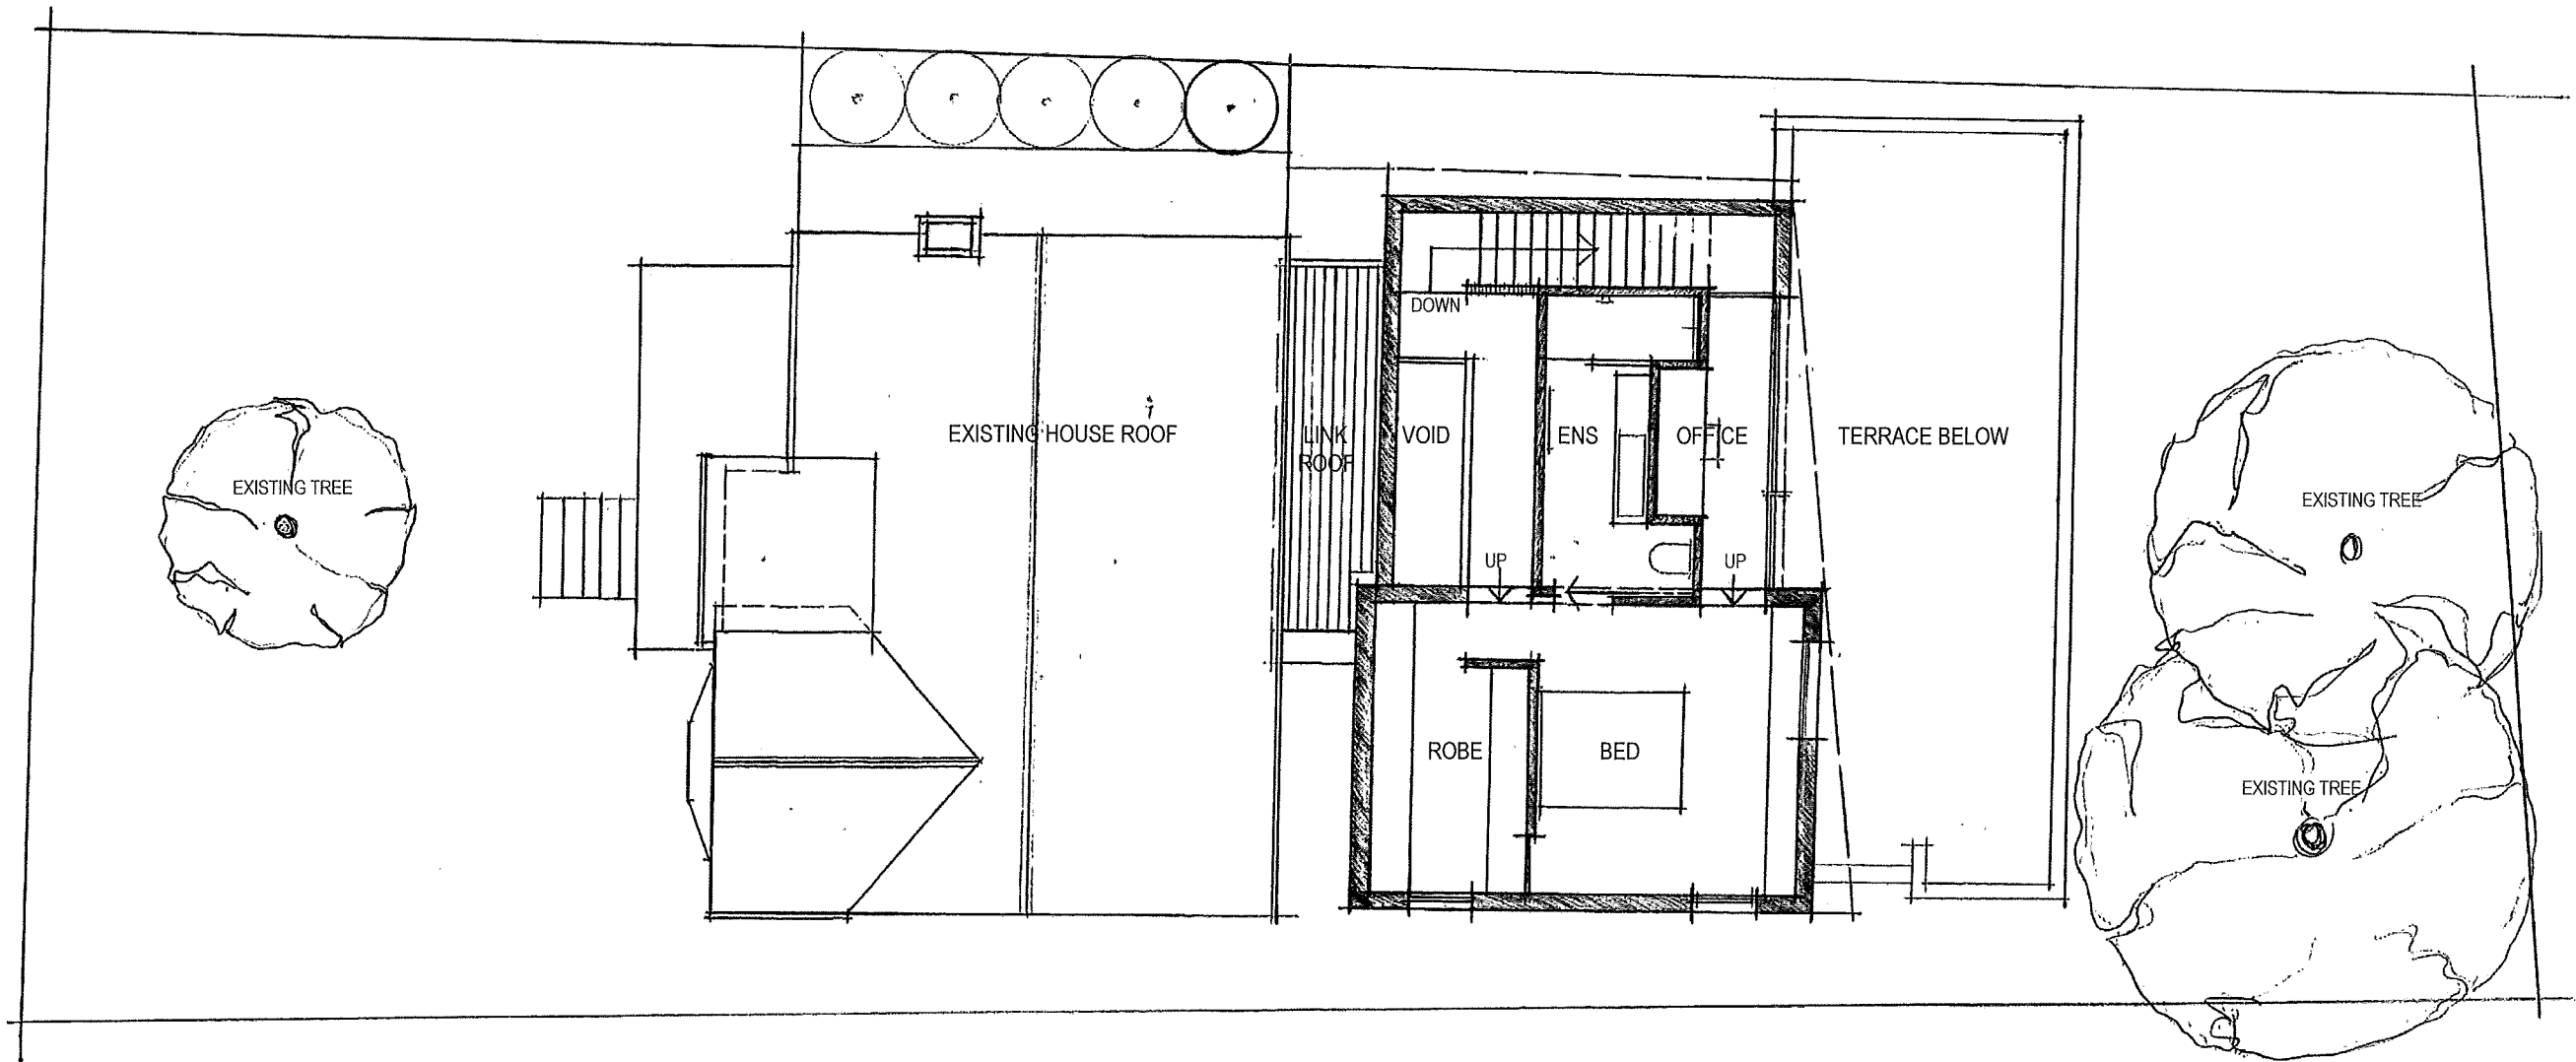 DOWN
EXISTING HOUSE ROOF
LINK
ROOF
VOID
ENS
OFFICE
TERRACE BELOW
EXISTING TREE
EXISTING TREE
UP
UP
ROBE
BED
EXISTING TREE